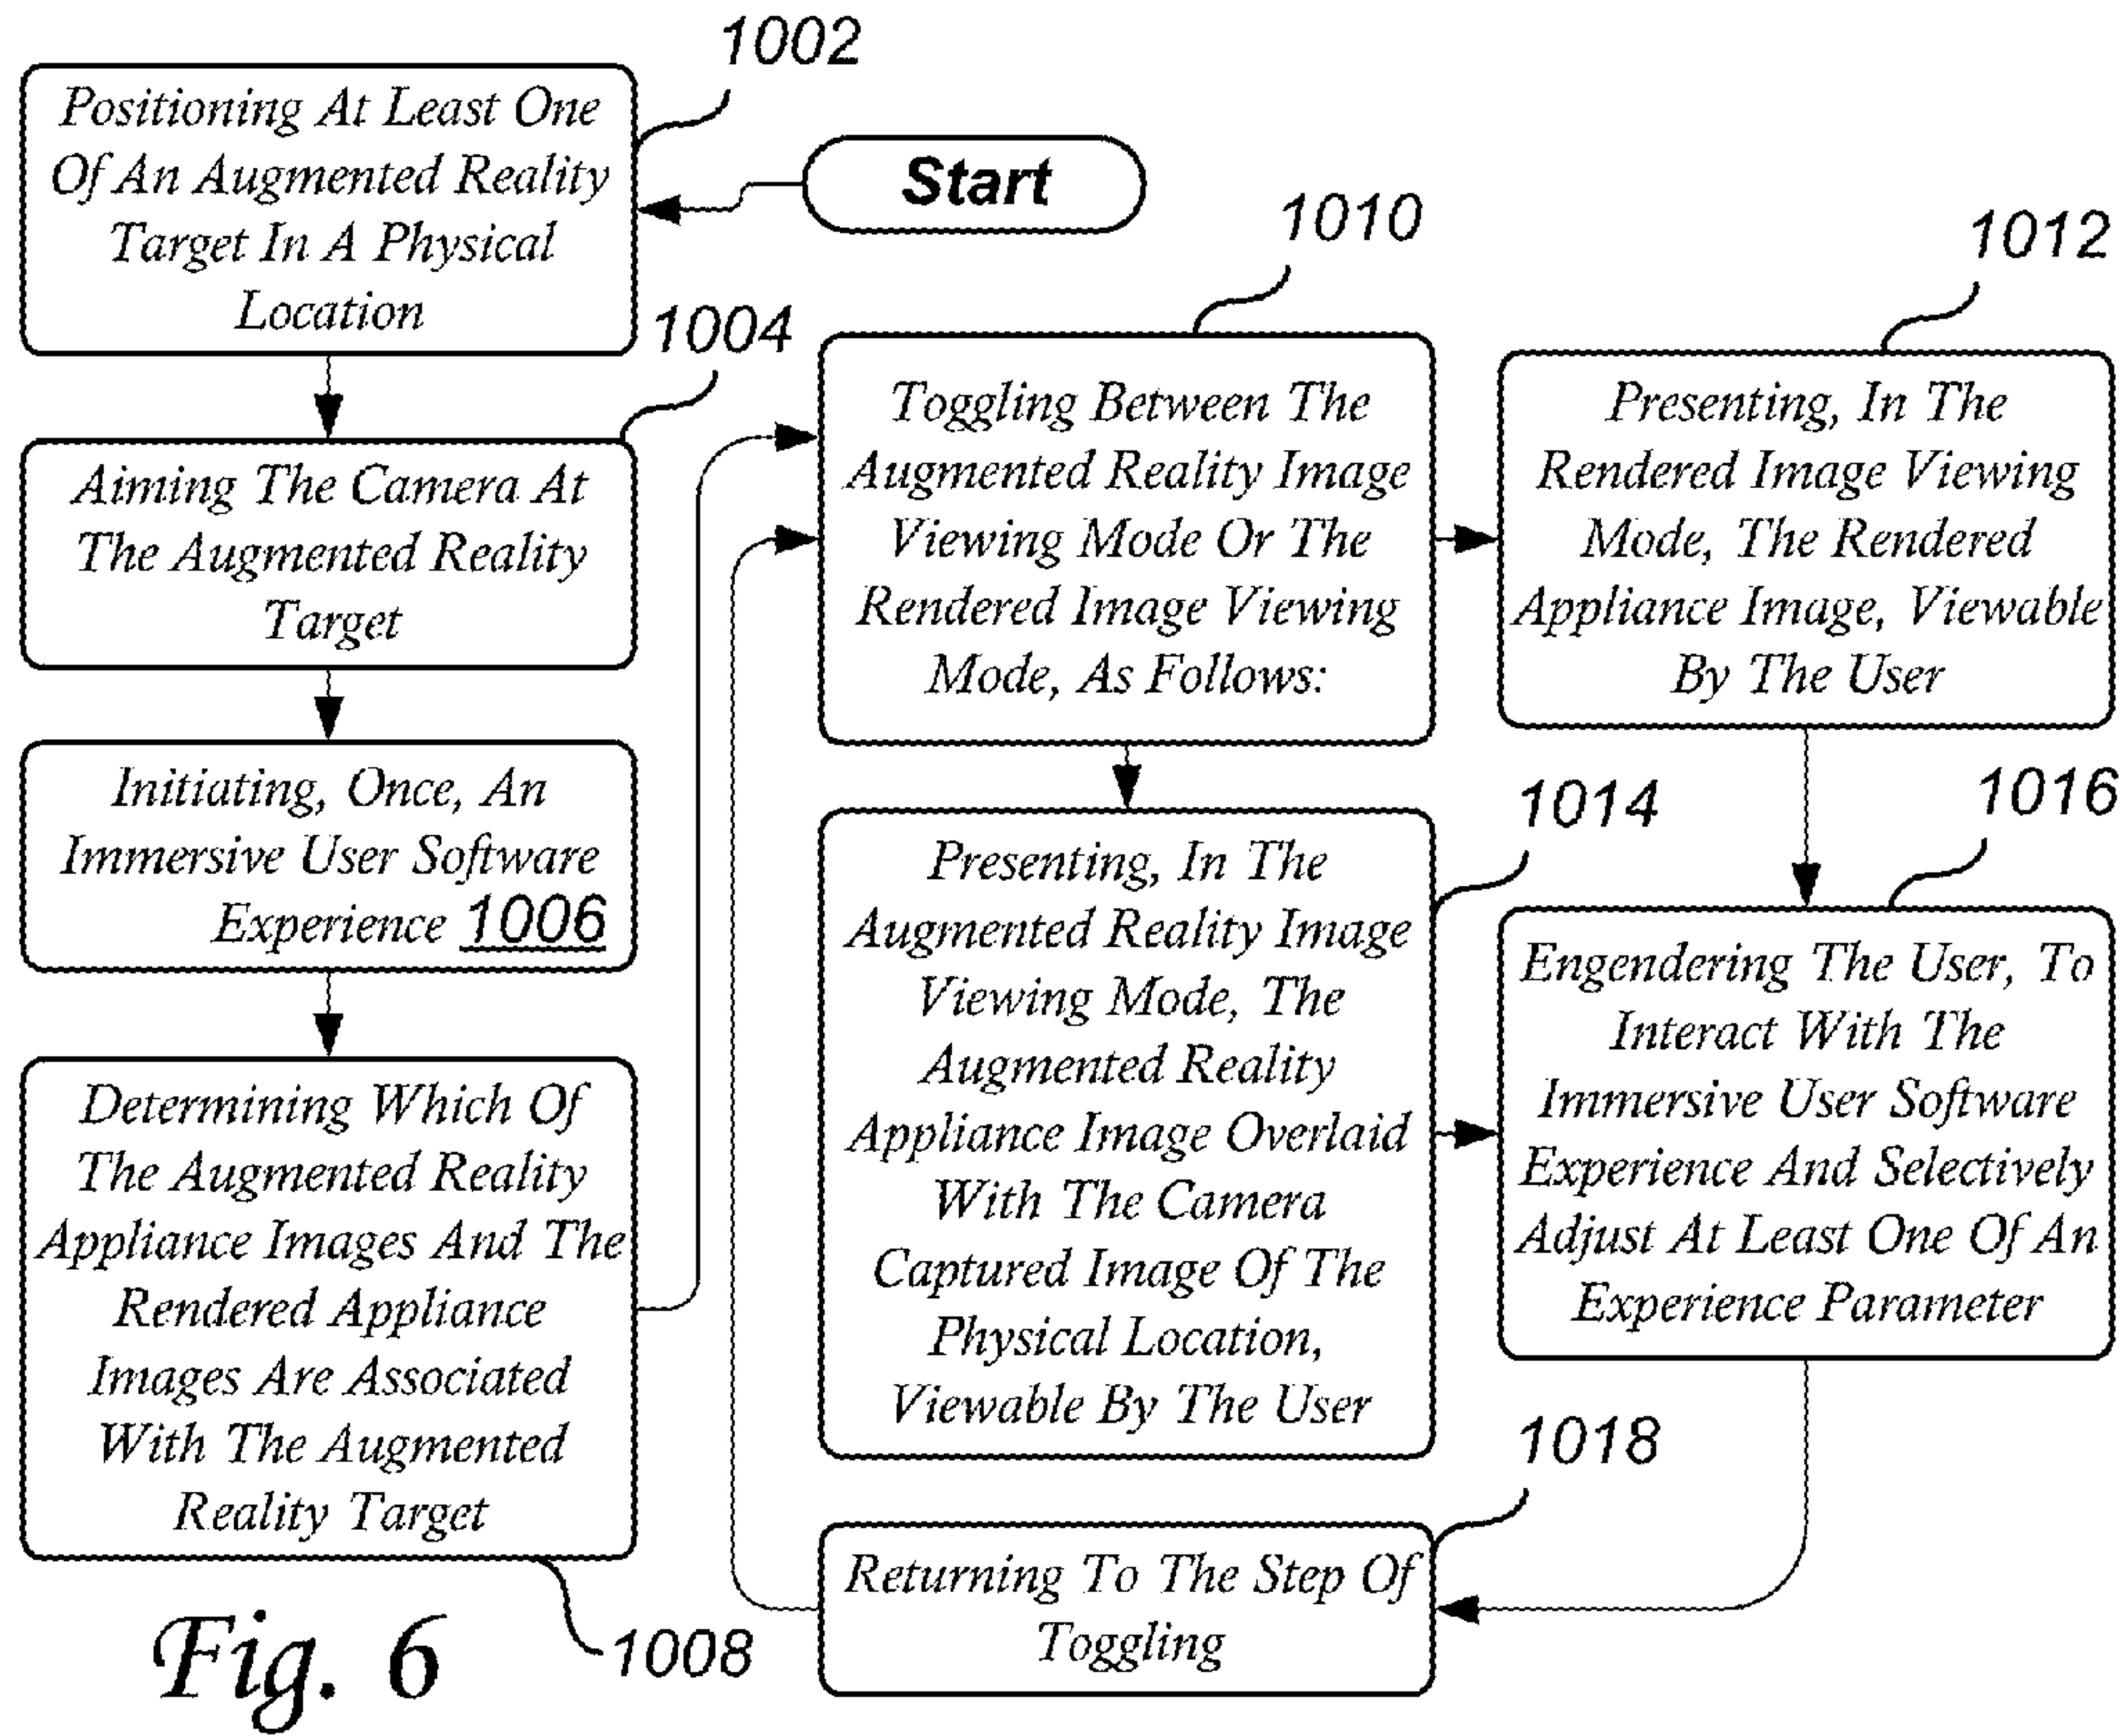 1002
Positioning At Least One
Of An Augmented Reality
Target In A Physical
Location
Start
1004
Aiming The Camera At
The Augmented Reality
Target
Initiating, Once, An
Immersive User Software
Experience 1006
Determining Which Of
The Augmented Reality
Appliance Images And The
Rendered Appliance
Images Are Associated
With The Augmented
Reality Target
1008
1010
Toggling Between The
Augmented Reality Image
Viewing Mode Or The
Rendered Image Viewing
Mode, As Follows:
1012
Presenting, In The
Rendered Image Viewing
Mode, The Rendered
Appliance Image, Viewable
By The User
1014
Presenting, In The
Augmented Reality Image
Viewing Mode, The
Augmented Reality
Appliance Image Overlaid
With The Camera
Captured Image Of The
Physical Location,
Viewable By The User
1016
Engendering The User, To
Interact With The
Immersive User Software
Experience And Selectively
Adjust At Least One Of An
Experience Parameter
1018
Returning To The Step Of
Toggling
Fig. 6